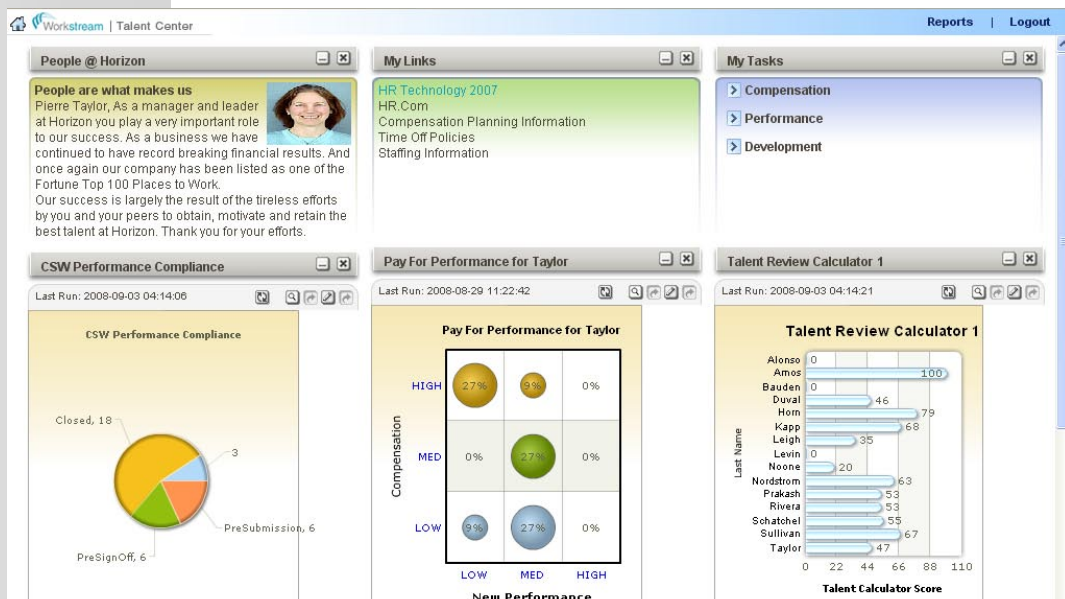 Workstream | Talent Center
Reports | Logout
People @ Horizon
People are what makes us
Pierre Taylor, As a manager and leader
at Horizon you play a very important role
to our success. As a business we have
continued to have record breaking financial results. And
once again our company has been listed as one of the
Fortune Top 100 Places to Work.
Our success is largely the result of the tireless efforts
by you and your peers to obtain, motivate and retain the
best talent at Horizon. Thank you for your efforts.
My Links
HR Technology 2007
HR.Com
Compensation Planning Information
Time Off Policies
Staffing Information
My Tasks
Compensation
Performance
Development
CSW Performance Compliance
Last Run: 2008-09-03 04:14:06
CSW Performance Compliance
Closed, 18
3
PreSubmission, 6
PreSignOff, 6
Pay For Performance for Taylor
Last Run: 2008-08-29 11:22:42
Pay For Performance for Taylor
Compensation
HIGH 27% 9% 0%
MED 0% 27% 0%
LOW 9% 27% 0%
LOW MED HIGH
New Performance
Talent Review Calculator 1
Last Run: 2008-09-03 04:14:21
Talent Review Calculator 1
Last Name
Alonso 0
Amos 100
Bauden 0
Duval 46
Horn 79
Kapp 68
Leigh 35
Levin 0
Noone 20
Nordstrom 63
Prakash 53
Rivera 53
Schatchel 55
Sullivan 67
Taylor 47
0 22 44 66 88 110
Talent Calculator Score